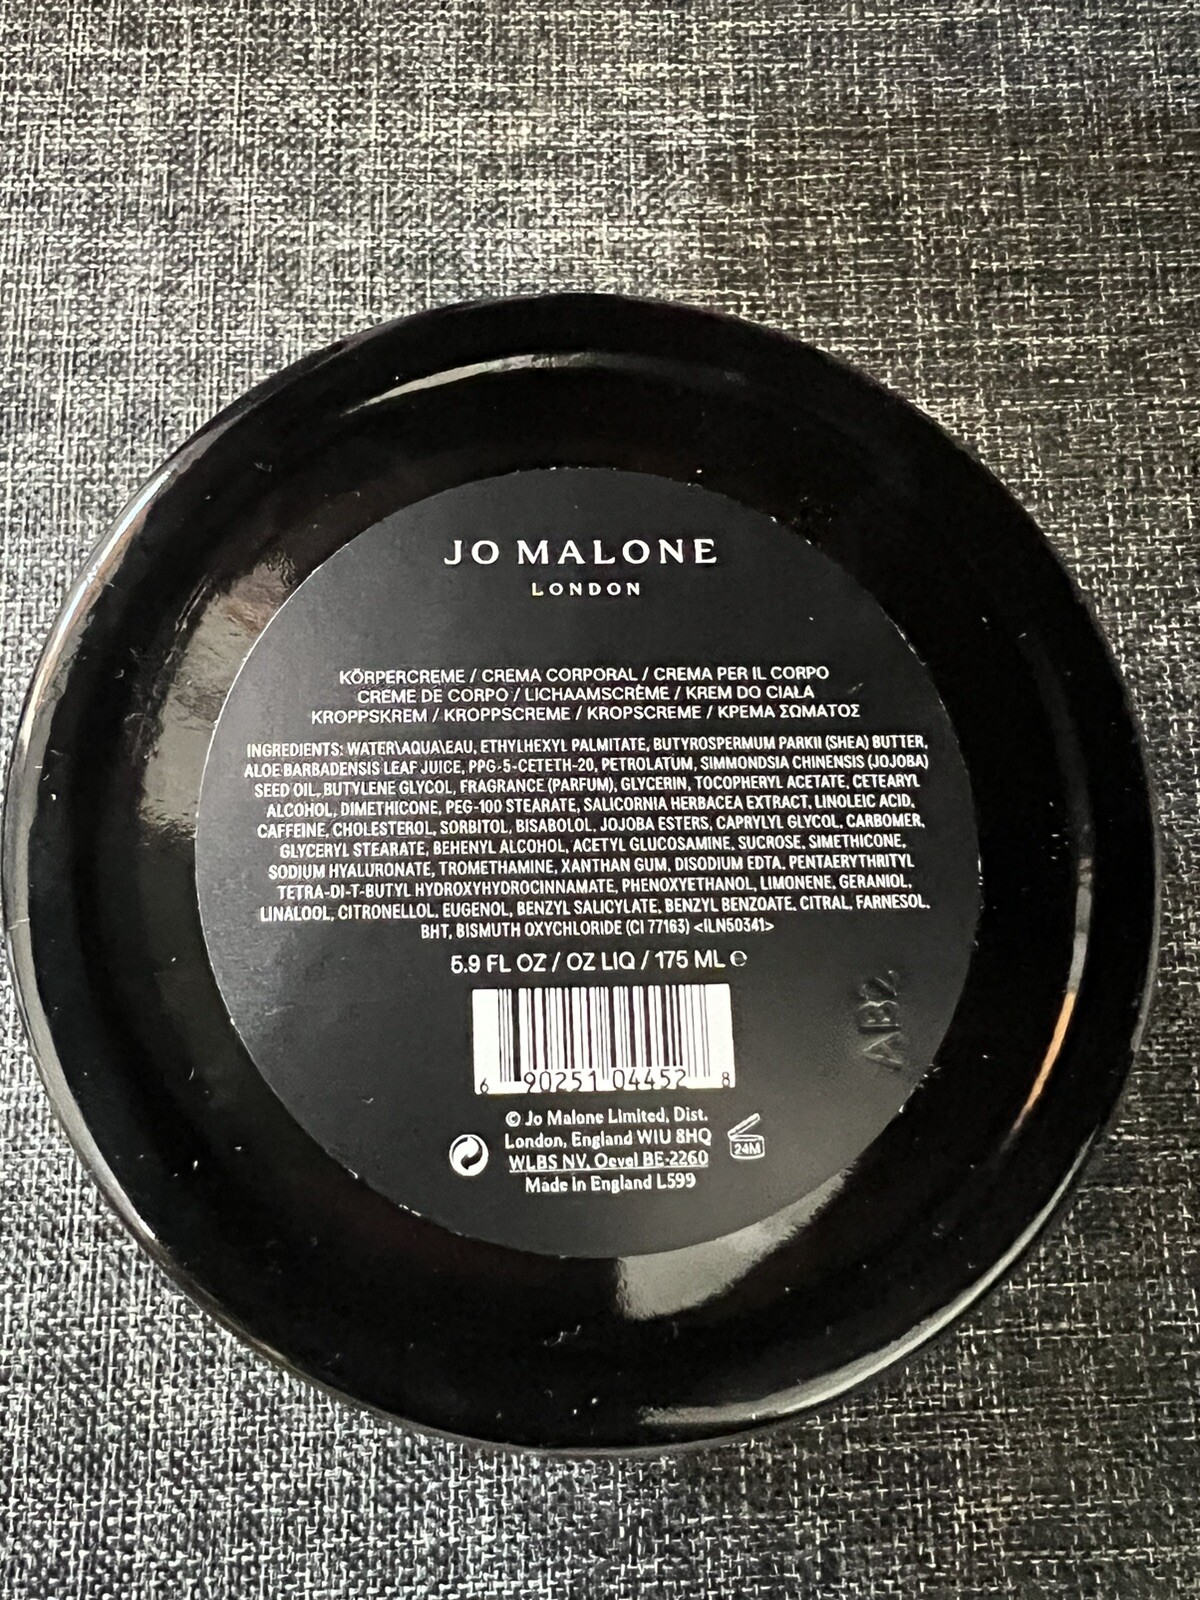 JO MALONE
LONDON
KÖRPERCREME / CREMA CORPORAL / CREMA PER IL CORPO
CREME DE CORPO / LICHAAMSCRÈME / KREM DO CIAŁA
KROPPSKREM / KROPPSCREME / KROPSCREME / ΚΡΕΜΑ ΣΩΜΑΤΟΣ
INGREDIENTS: WATER\AQUA\EAU, ETHYLHEXYL PALMITATE, BUTYROSPERMUM PARKII (SHEA) BUTTER,
ALOE BARBADENSIS LEAF JUICE, PPG-5-CETETH-20, PETROLATUM, SIMMONDSIA CHINENSIS (JOJOBA)
SEED OIL, BUTYLENE GLYCOL, FRAGRANCE (PARFUM), GLYCERIN, TOCOPHERYL ACETATE, CETEARYL
ALCOHOL, DIMETHICONE, PEG-100 STEARATE, SALICORNIA HERBACEA EXTRACT, LINOLEIC ACID,
CAFFEINE, CHOLESTEROL, SORBITOL, BISABOLOL, JOJOBA ESTERS, CAPRYLYL GLYCOL, CARBOMER,
GLYCERYL STEARATE, BEHENYL ALCOHOL, ACETYL GLUCOSAMINE, SUCROSE, SIMETHICONE,
SODIUM HYALURONATE, TROMETHAMINE, XANTHAN GUM, DISODIUM EDTA, PENTAERYTHRITYL
TETRA-DI-T-BUTYL HYDROXYHYDROCINNAMATE, PHENOXYETHANOL, LIMONENE, GERANIOL,
LINALOOL, CITRONELLOL, EUGENOL, BENZYL SALICYLATE, BENZYL BENZOATE, CITRAL, FARNESOL,
BHT, BISMUTH OXYCHLORIDE (CI 77163) <ILN50341>
5.9 FL OZ / OZ LIQ / 175 ML ℮
6 90251 04452 8
© Jo Malone Limited, Dist.
London, England W1U 8HQ
WLBS NV, Oevel BE-2260
Made in England L599
24M
AB2